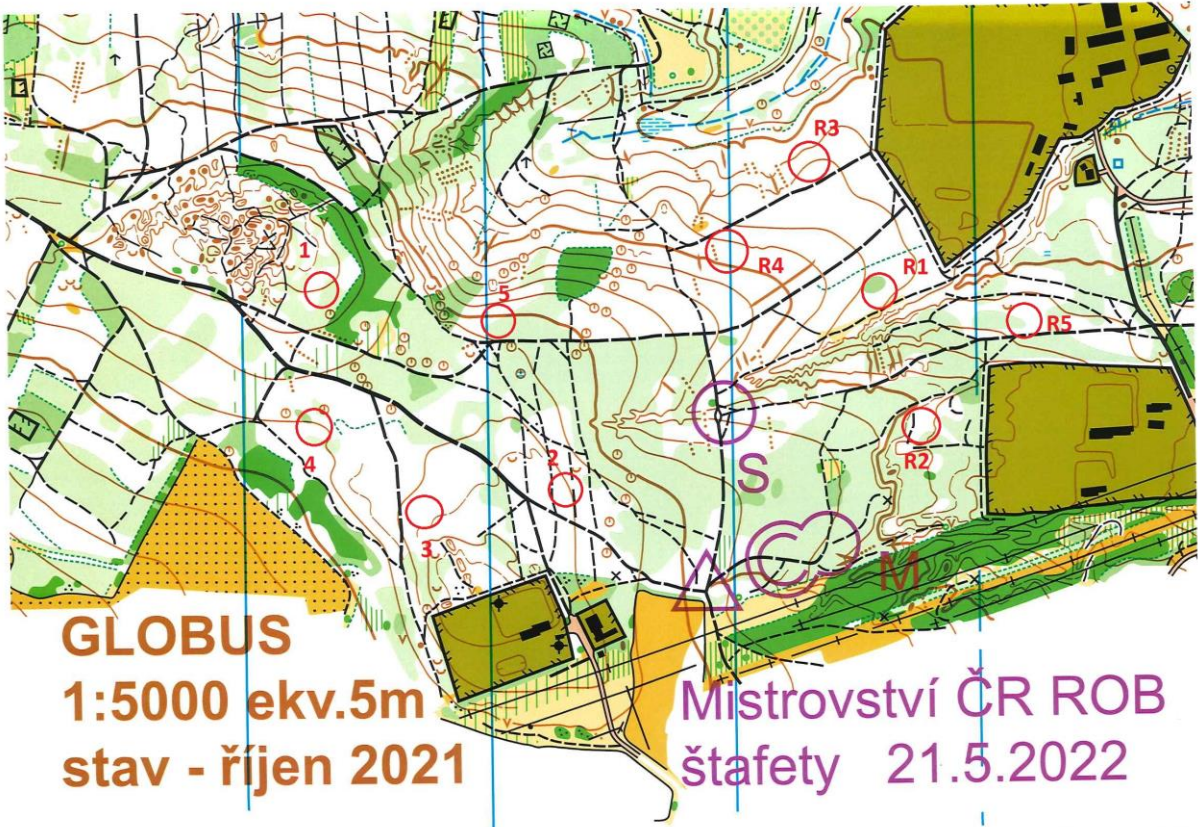 R3
1
R4
R1
5
R5
S
4
2
R2
3
M
GLOBUS
1:5000 ekv.5m
stav - říjen 2021
Mistrovství ČR ROB
štafety 21.5.2022